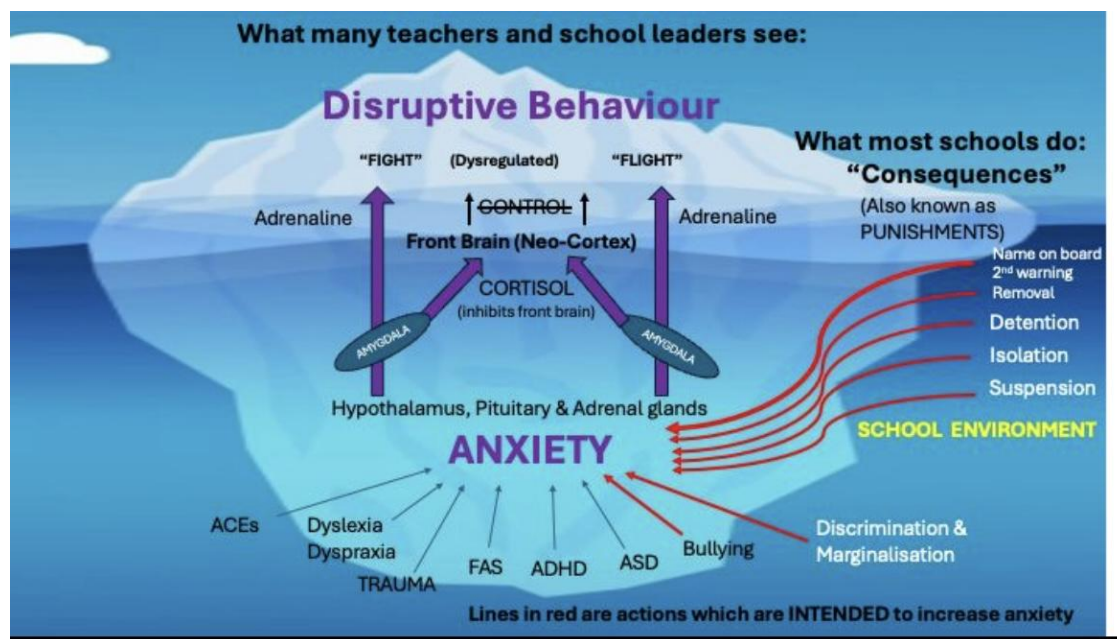 What many teachers and school leaders see:
Disruptive Behaviour
"FIGHT" (Dysregulated) "FLIGHT"
CONTROL
Adrenaline
Adrenaline
Front Brain (Neo-Cortex)
CORTISOL
(inhibits front brain)
AMYGDALA
AMYGDALA
Hypothalamus, Pituitary & Adrenal glands
ANXIETY
What most schools do:
"Consequences"
(Also known as
PUNISHMENTS)
Name on board
2nd warning
Removal
Detention
Isolation
Suspension
SCHOOL ENVIRONMENT
ACEs
Dyslexia
Dyspraxia
TRAUMA
FAS
ADHD
ASD
Bullying
Discrimination &
Marginalisation
Lines in red are actions which are INTENDED to increase anxiety